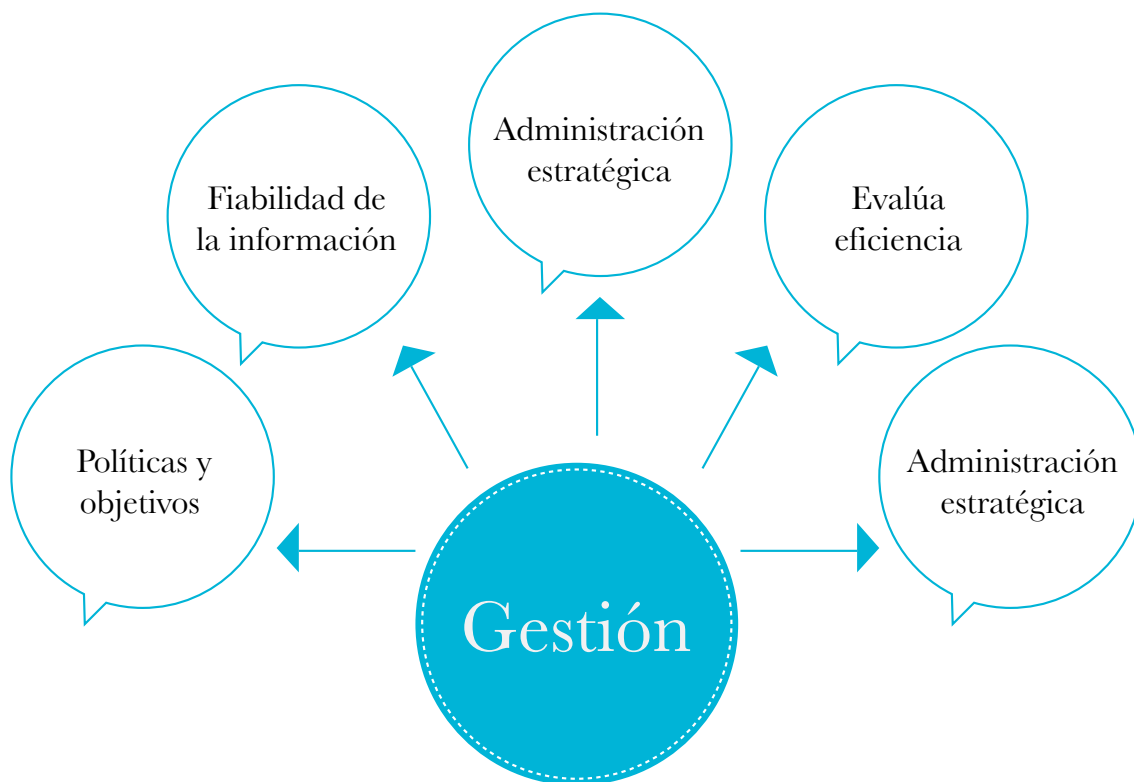 Administración
estratégica
Fiabilidad de
la información
Evalúa
eficiencia
Políticas y
objetivos
Administración
estratégica
Gestión